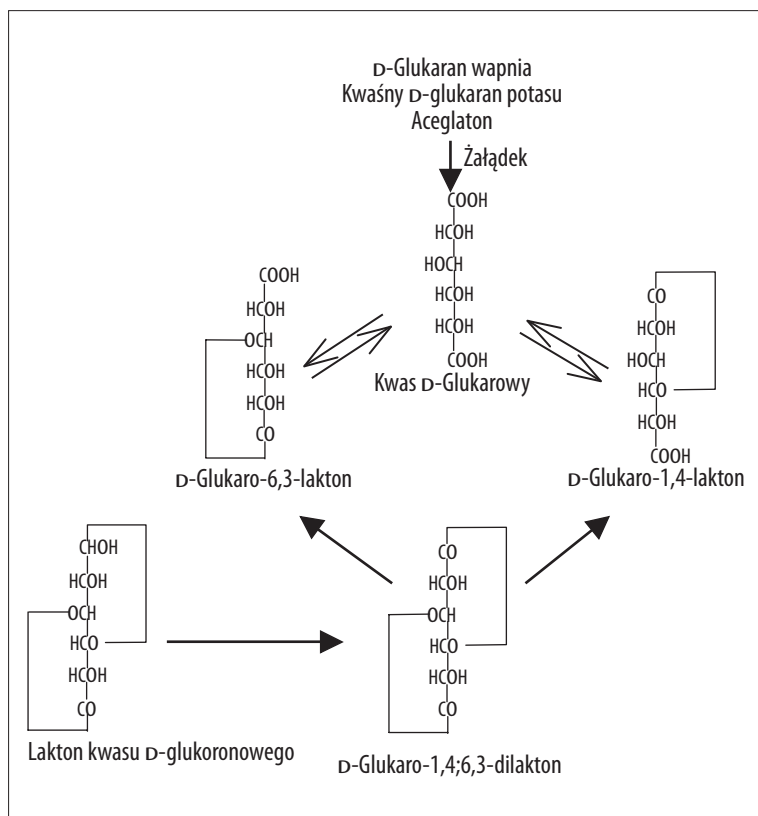 D-Glukaran wapnia
Kwaśny D-glukaran potasu
Aceglaton
Żałądek
COOH
HCOH
HOCH
HCOH
HCOH
COOH
Kwas D-Glukarowy
COOH
HCOH
OCH
HCOH
HCOH
CO
D-Glukaro-6,3-lakton
CO
HCOH
HOCH
HCO
HCOH
COOH
D-Glukaro-1,4-lakton
CHOH
HCOH
OCH
HCO
HCOH
CO
Lakton kwasu D-glukoronowego
CO
HCOH
OCH
HCO
HCOH
CO
D-Glukaro-1,4;6,3-dilakton